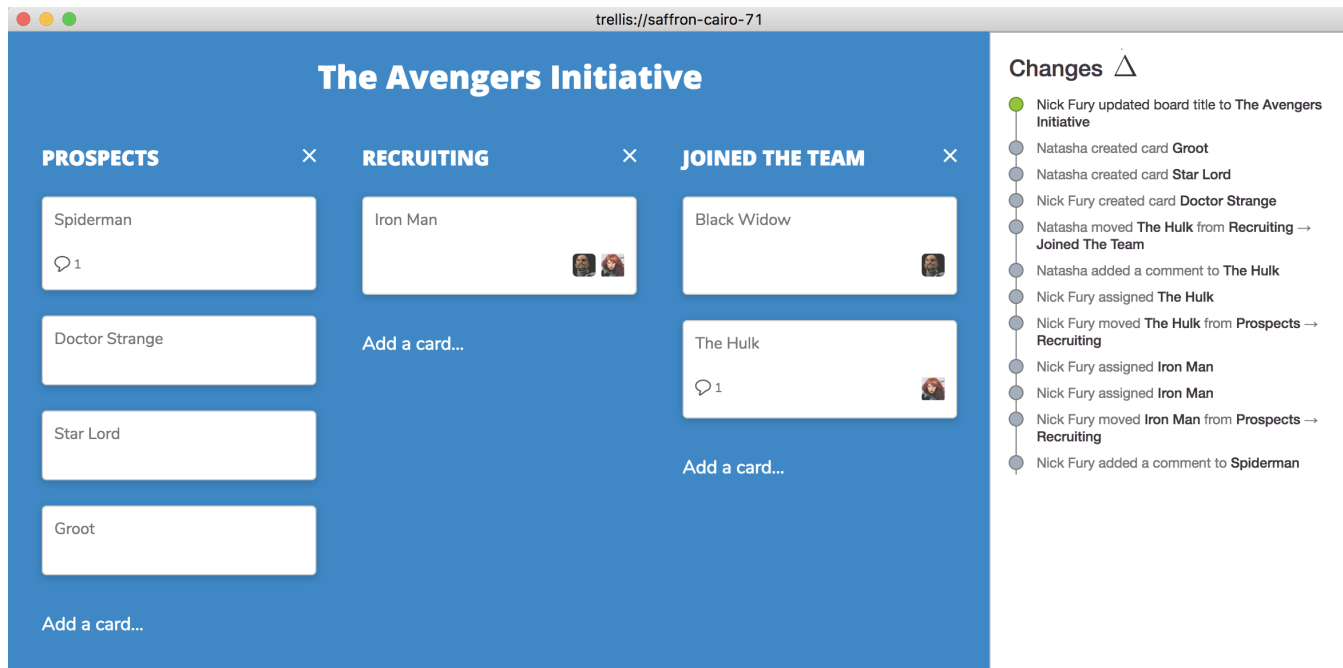 trellis://saffron-cairo-71
The Avengers Initiative
PROSPECTS
Spiderman
1
Doctor Strange
Star Lord
Groot
Add a card...
RECRUITING
Iron Man
Add a card...
JOINED THE TEAM
Black Widow
The Hulk
1
Add a card...
Changes
Nick Fury updated board title to The Avengers
Initiative
Natasha created card Groot
Natasha created card Star Lord
Nick Fury created card Doctor Strange
Natasha moved The Hulk from Recruiting →
Joined The Team
Natasha added a comment to The Hulk
Nick Fury assigned The Hulk
Nick Fury moved The Hulk from Prospects →
Recruiting
Nick Fury assigned Iron Man
Nick Fury assigned Iron Man
Nick Fury moved Iron Man from Prospects →
Recruiting
Nick Fury added a comment to Spiderman